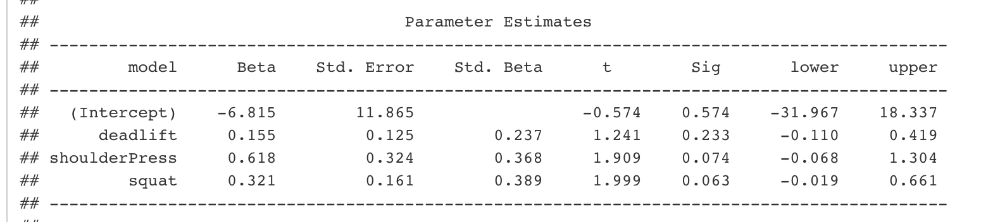 ##
## Parameter Estimates
## --------------------------------------------------------------------------------------------
## model Beta Std. Error Std. Beta t Sig lower upper
## --------------------------------------------------------------------------------------------
## (Intercept) -6.815 11.865 -0.574 0.574 -31.967 18.337
## deadlift 0.155 0.125 0.237 1.241 0.233 -0.110 0.419
## shoulderPress 0.618 0.324 0.368 1.909 0.074 -0.068 1.304
## squat 0.321 0.161 0.389 1.999 0.063 -0.019 0.661
## --------------------------------------------------------------------------------------------
##